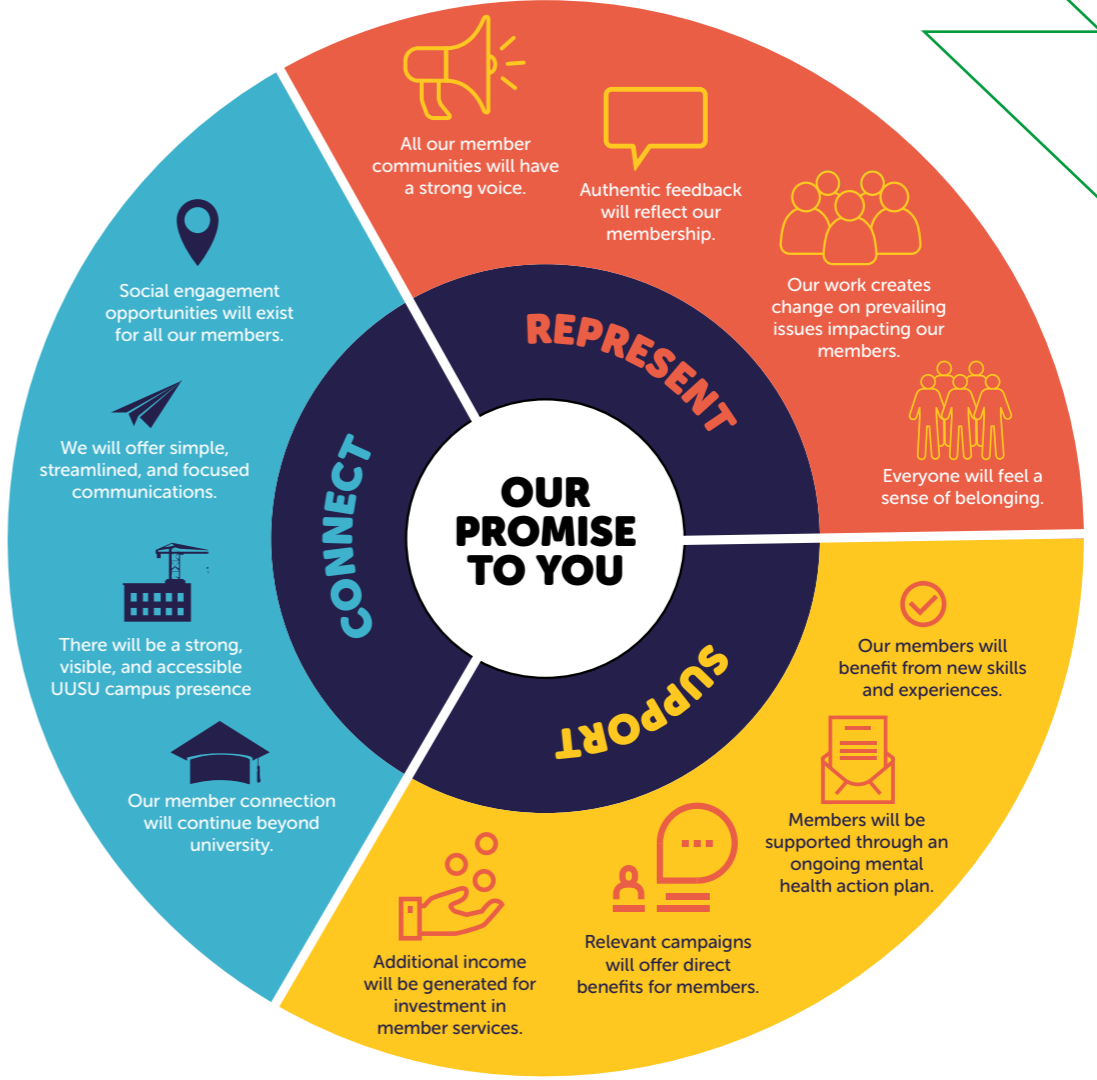 OUR
PROMISE
TO YOU
REPRESENT
All our member
communities will have
a strong voice.
Authentic feedback
will reflect our
membership.
Our work creates
change on prevailing
issues impacting our
members.
Everyone will feel a
sense of belonging.
SUPPORT
Our members will
benefit from new skills
and experiences.
Members will be
supported through an
ongoing mental
health action plan.
Relevant campaigns
will offer direct
benefits for members.
Additional income
will be generated for
investment in
member services.
CONNECT
Social engagement
opportunities will exist
for all our members.
We will offer simple,
streamlined, and focused
communications.
There will be a strong,
visible, and accessible
UUSU campus presence
Our member connection
will continue beyond
university.